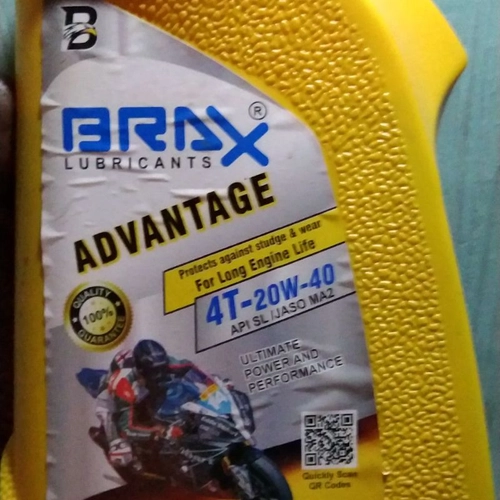 B
BRAX ®
LUBRICANTS
ADVANTAGE
Protects against studge & wear
For Long Engine Life
4T-20W-40
API SL /JASO MA2
QUALITY
100%
GUARANTEE
ULTIMATE
POWER AND
PERFORMANCE
Quickly Scan
QR Codes